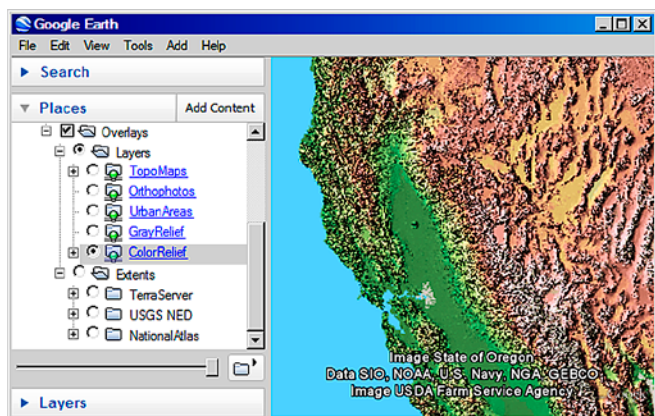 Google Earth
File Edit View Tools Add Help
Search
Places Add Content
Overlays
Layers
TopoMaps
Orthophotos
UrbanAreas
GrayRelief
ColorRelief
Extents
TerraServer
USGS NED
NationalAtlas
Layers
Image State of Oregon
Data SIO, NOAA, U.S. Navy, NGA, GEBCO
Image USDA Farm Service Agency